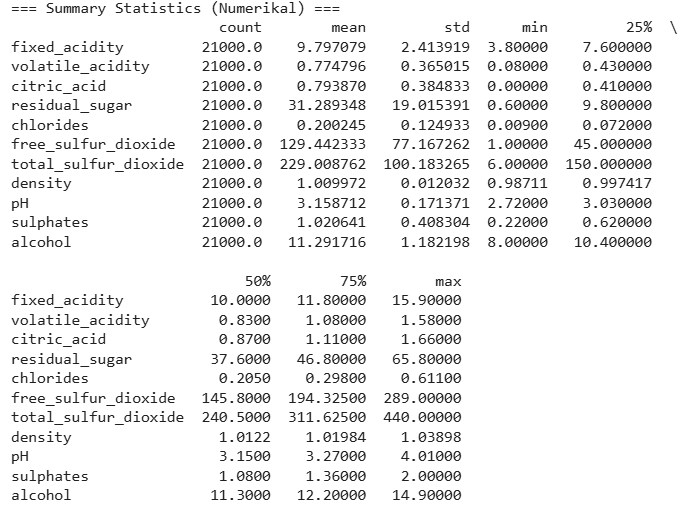 === Summary Statistics (Numerikal) ===
count mean std min 25% \
fixed_acidity 21000.0 9.797079 2.413919 3.80000 7.600000
volatile_acidity 21000.0 0.774796 0.365015 0.08000 0.430000
citric_acid 21000.0 0.793870 0.384833 0.00000 0.410000
residual_sugar 21000.0 31.289348 19.015391 0.60000 9.800000
chlorides 21000.0 0.200245 0.124933 0.00900 0.072000
free_sulfur_dioxide 21000.0 129.442333 77.167262 1.00000 45.000000
total_sulfur_dioxide 21000.0 229.008762 100.183265 6.00000 150.000000
density 21000.0 1.009972 0.012032 0.98711 0.997417
pH 21000.0 3.158712 0.171371 2.72000 3.030000
sulphates 21000.0 1.020641 0.408304 0.22000 0.620000
alcohol 21000.0 11.291716 1.182198 8.00000 10.400000
50% 75% max
fixed_acidity 10.0000 11.80000 15.90000
volatile_acidity 0.8300 1.08000 1.58000
citric_acid 0.8700 1.11000 1.66000
residual_sugar 37.6000 46.80000 65.80000
chlorides 0.2050 0.29800 0.61100
free_sulfur_dioxide 145.8000 194.32500 289.00000
total_sulfur_dioxide 240.5000 311.62500 440.00000
density 1.0122 1.01984 1.03898
pH 3.1500 3.27000 4.01000
sulphates 1.0800 1.36000 2.00000
alcohol 11.3000 12.20000 14.90000